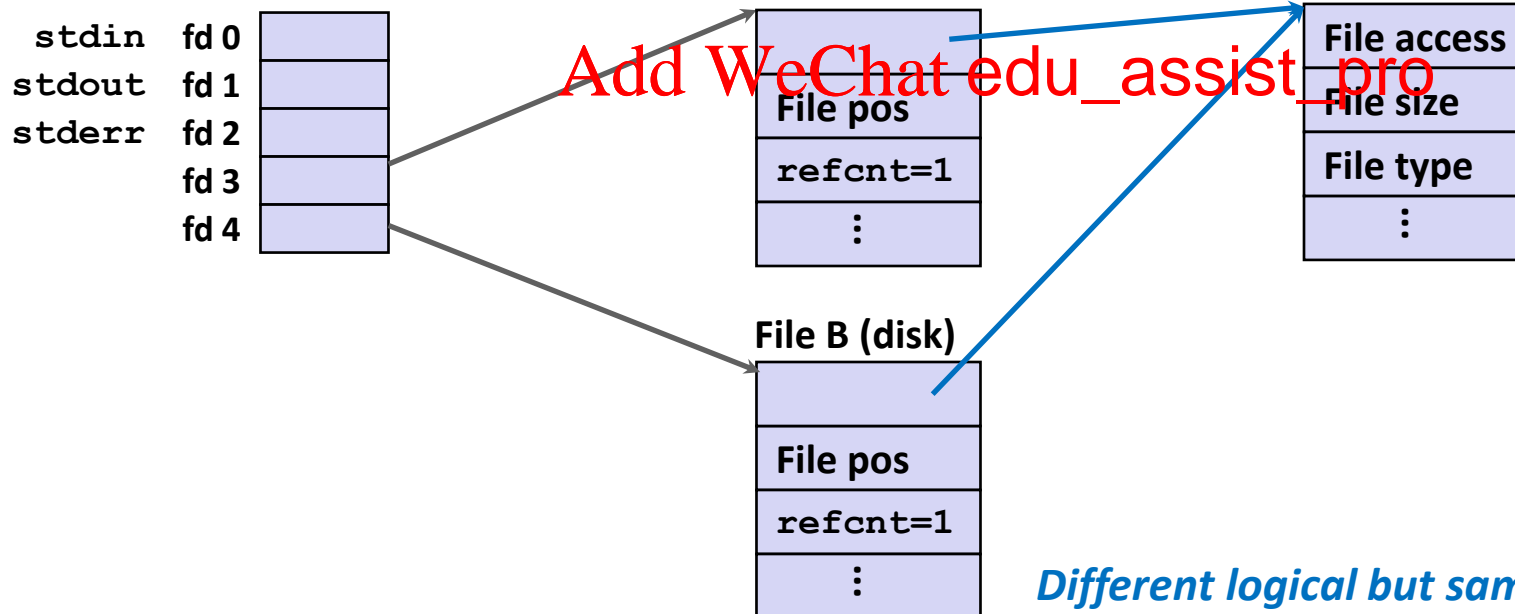 stdin fd 0
stdout fd 1
stderr fd 2
fd 3
fd 4
Add WeChat edu_assist_pro
File pos
refcnt=1
⋮
File access
File size
File type
⋮
File B (disk)
File pos
refcnt=1
⋮
Different logical but